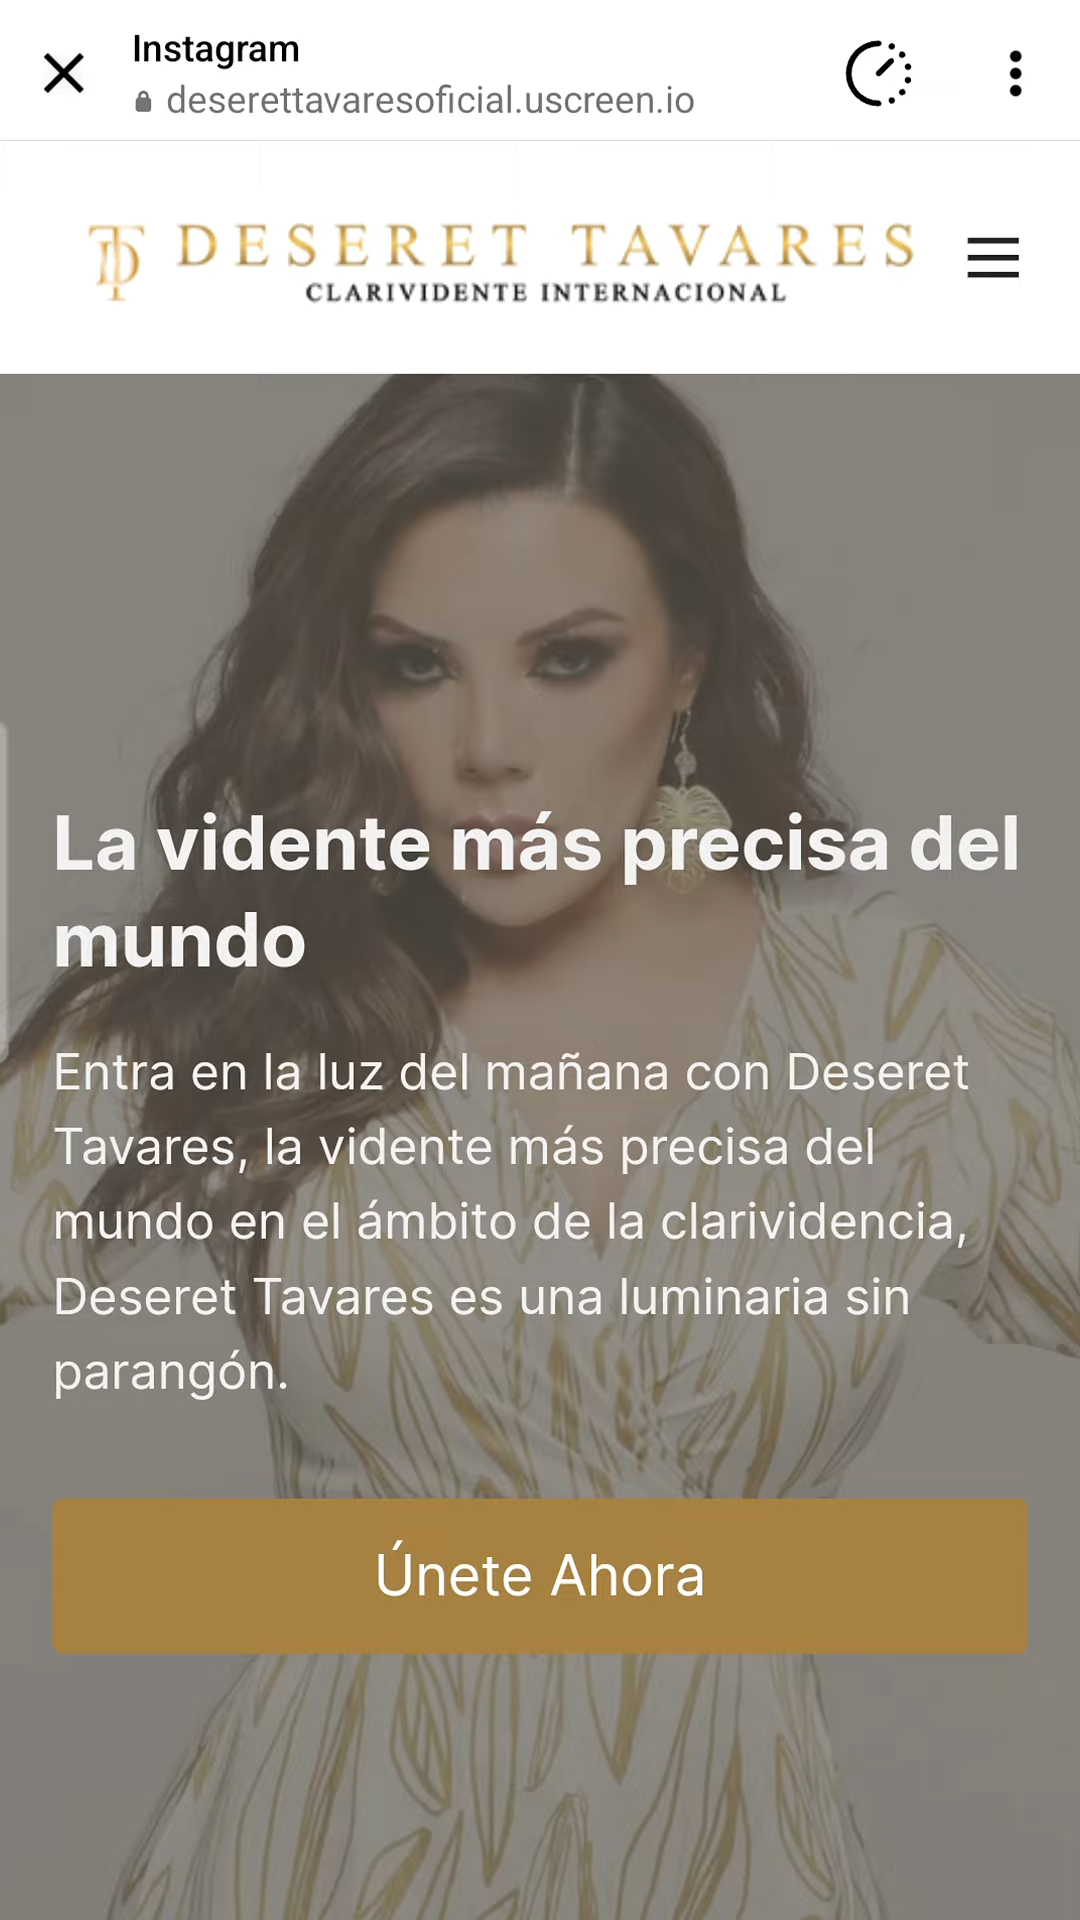 Instagram
deserettavaresoficial.uscreen.io
DT DESERET TAVARES
CLARIVIDENTE INTERNACIONAL
La vidente más precisa del
mundo
Entra en la luz del mañana con Deseret
Tavares, la vidente más precisa del
mundo en el ámbito de la clarividencia,
Deseret Tavares es una luminaria sin
parangón.
Únete Ahora